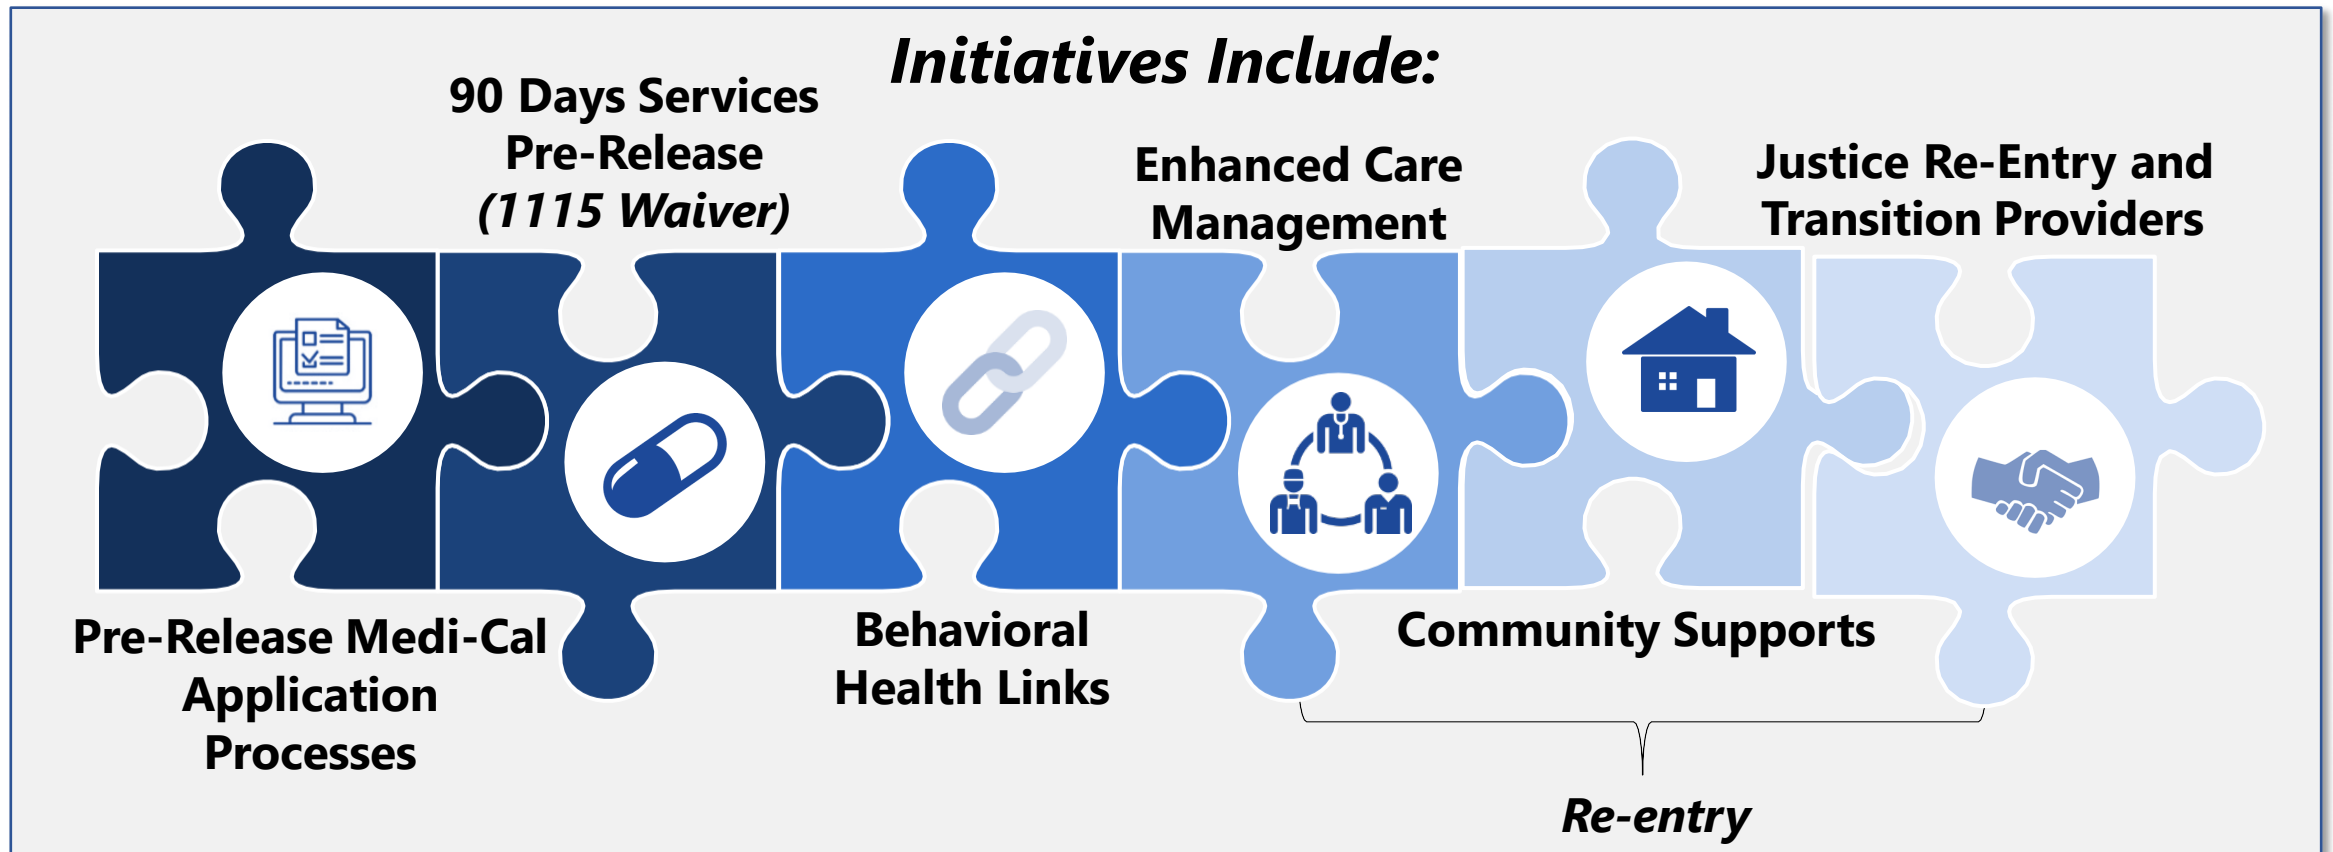 Initiatives Include:
90 Days Services
Pre-Release
(1115 Waiver)
Enhanced Care
Management
Justice Re-Entry and
Transition Providers
Pre-Release Medi-Cal
Application
Processes
Behavioral
Health Links
Community Supports
Re-entry